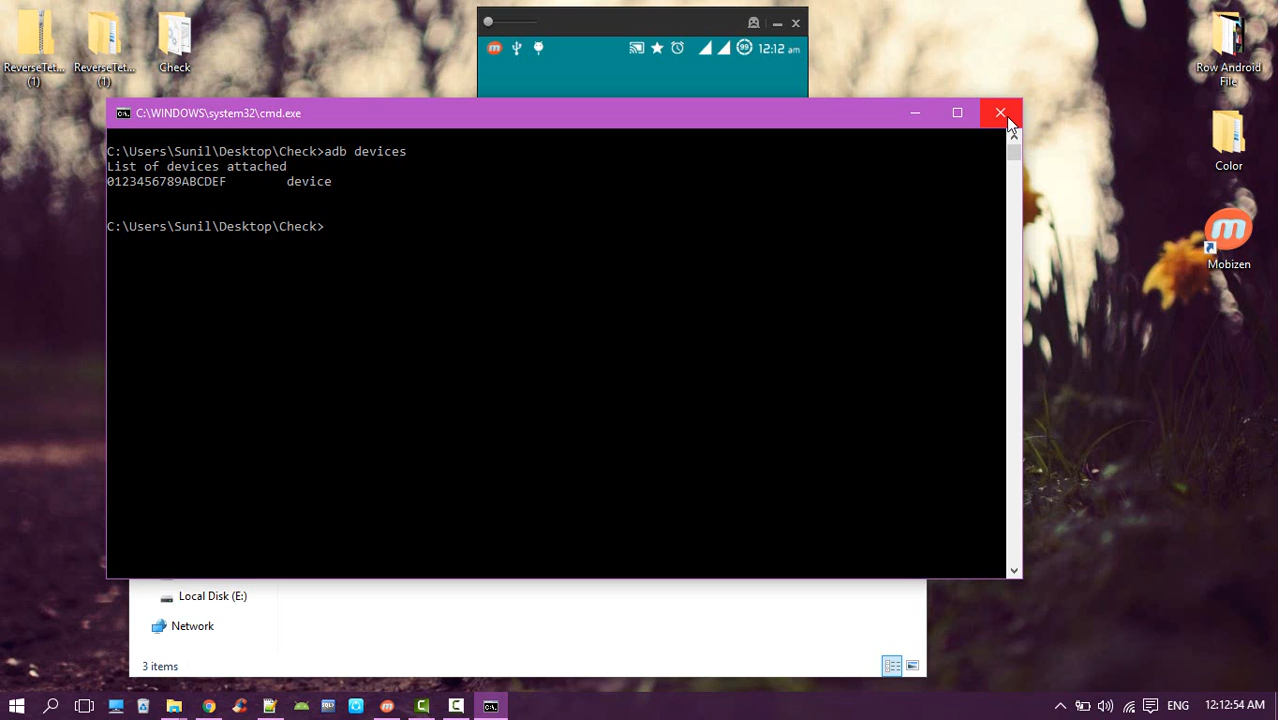 ReverseTet...
(1)
ReverseTet...
(1)
Check
99
12:12 am
Row Android
File
Color
Mobizen
C:\WINDOWS\system32\cmd.exe
C:\Users\Sunil\Desktop\Check>adb devices
List of devices attached
0123456789ABCDEF device
C:\Users\Sunil\Desktop\Check>
Local Disk (E:)
Network
3 items
ENG
12:12:54 AM